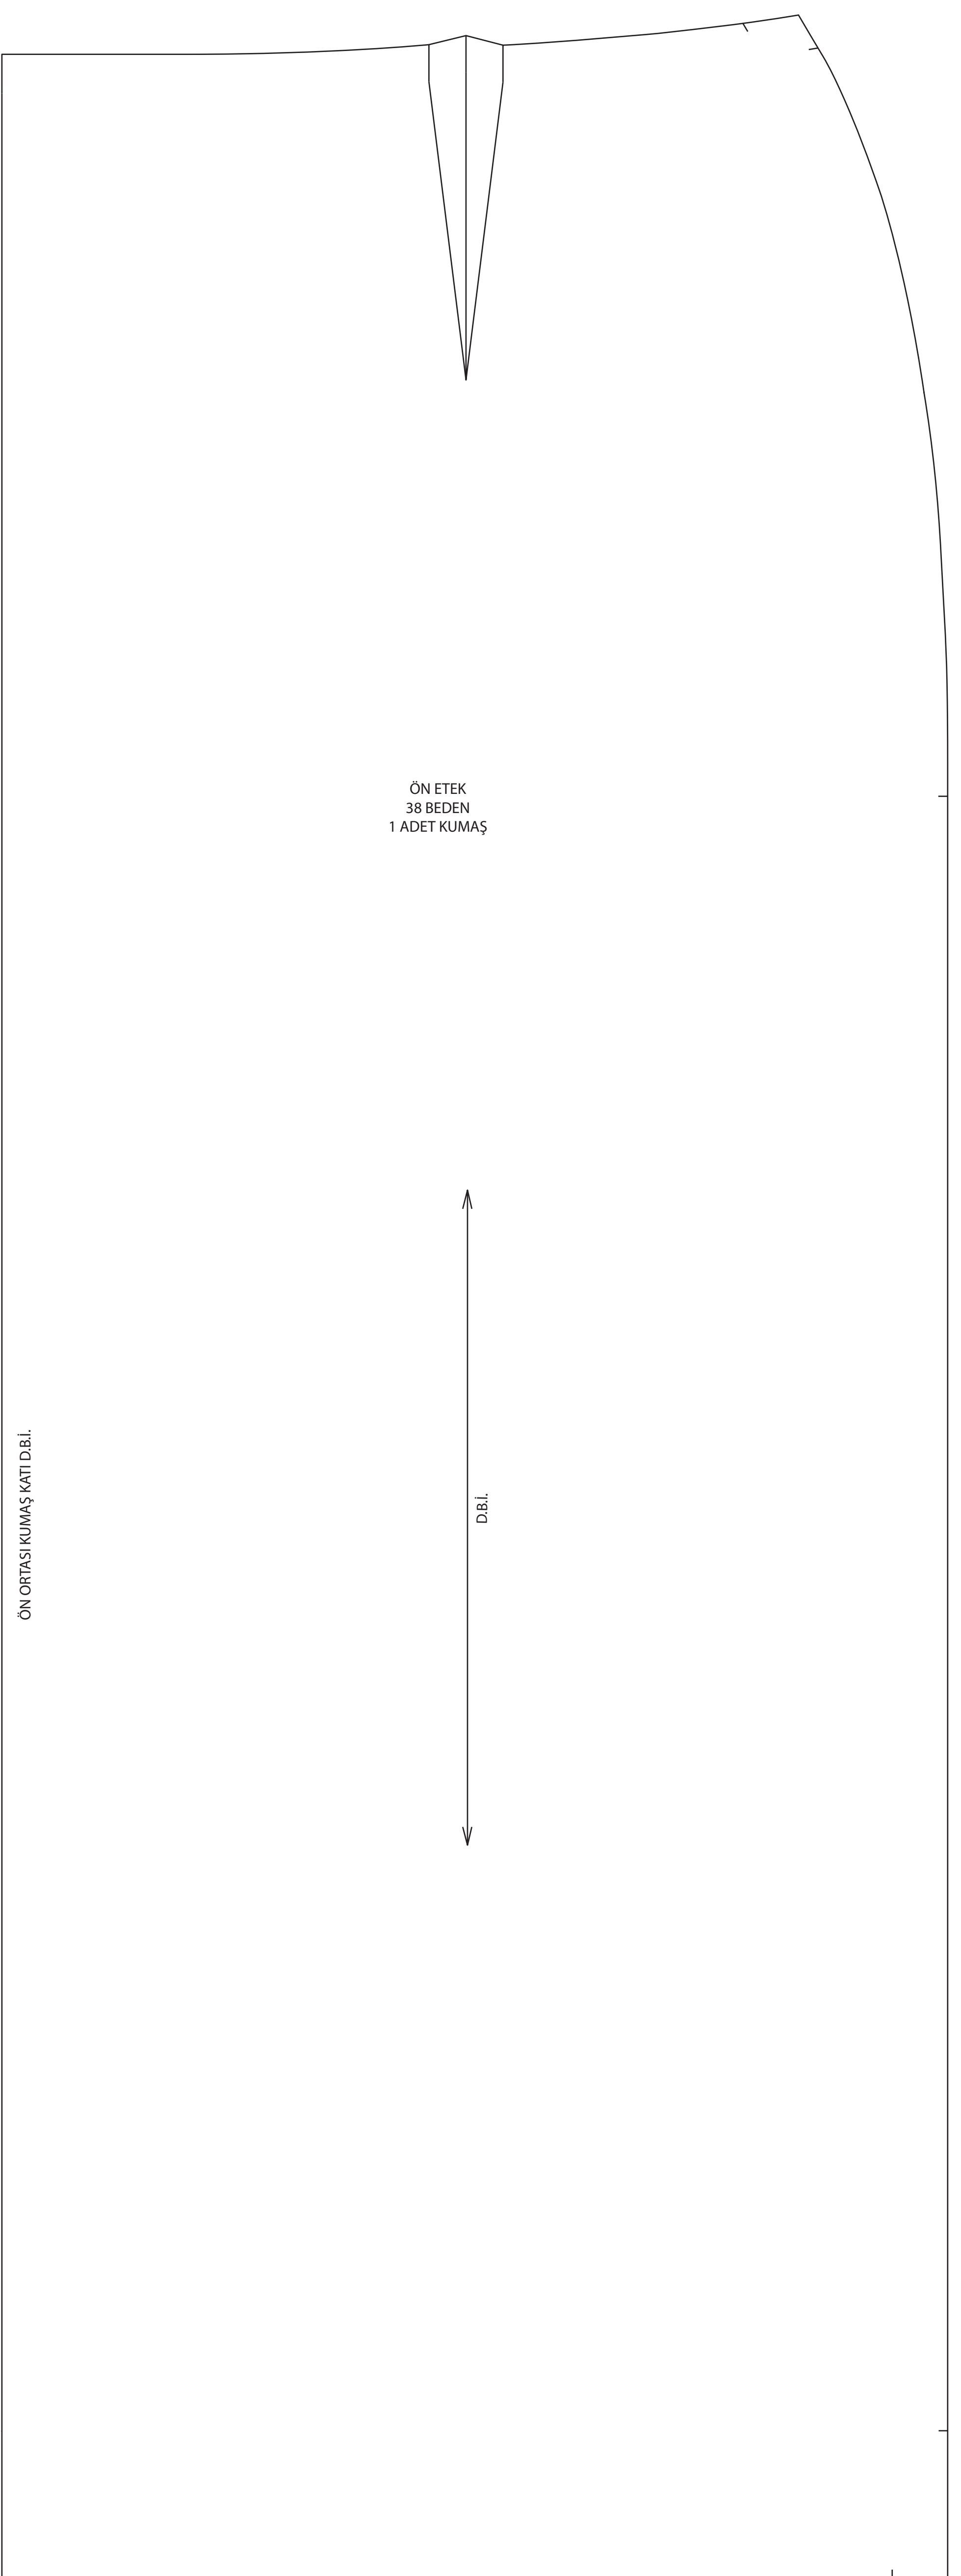 ÖN ETEK
38 BEDEN
1 ADET KUMAŞ
ÖN ORTASI KUMAŞ KATI D.B.İ.
D.B.İ.